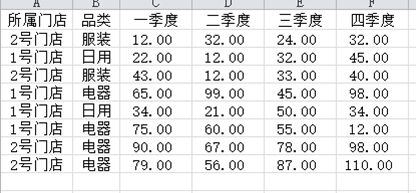 A B C D E F
所属门店 品类 一季度 二季度 三季度 四季度
2号门店 服装 12.00 32.00 24.00 32.00
1号门店 日用 22.00 12.00 32.00 45.00
2号门店 服装 43.00 12.00 33.00 40.00
1号门店 电器 65.00 99.00 45.00 98.00
1号门店 日用 34.00 21.00 50.00 34.00
1号门店 电器 75.00 60.00 55.00 12.00
2号门店 电器 90.00 67.00 78.00 98.00
2号门店 电器 79.00 56.00 87.00 110.00